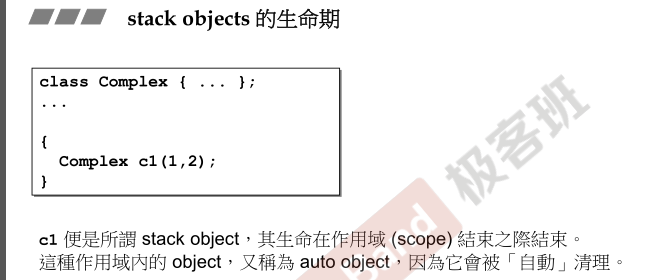 stack objects 的生命期
class Complex { ... };
...
{
Complex c1(1,2);
}
c1 便是所謂 stack object，其生命在作用域 (scope) 結束之際結束。
這種作用域內的 object，又稱為 auto object，因為它會被「自動」清理。
极客班